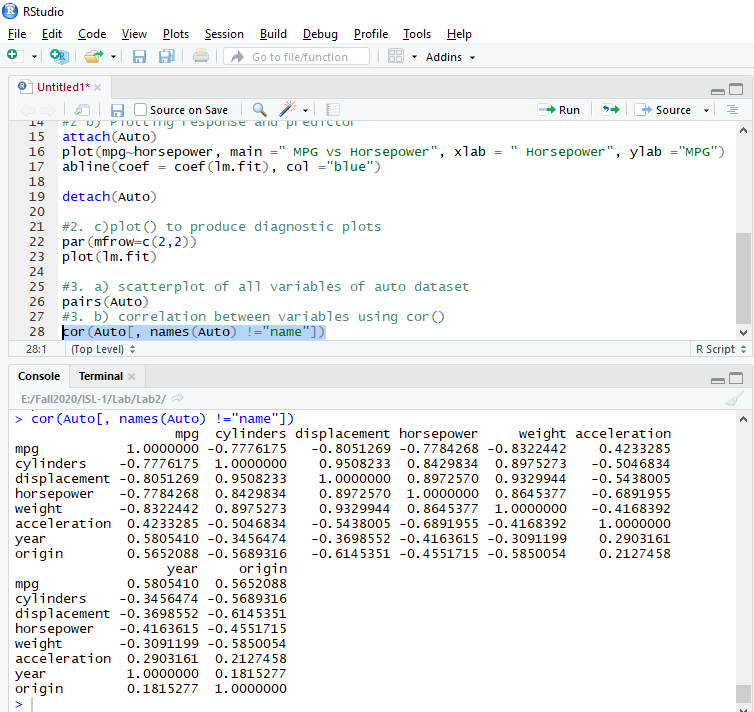 RStudio
File Edit Code View Plots Session Build Debug Profile Tools Help
Go to file/function Addins
Untitled1*
Source on Save Run Source
14 #2 b) Plotting response and predictor
15 attach(Auto)
16 plot(mpg~horsepower, main =" MPG vs Horsepower", xlab = " Horsepower", ylab ="MPG")
17 abline(coef = coef(lm.fit), col ="blue")
18
19 detach(Auto)
20
21 #2. c)plot() to produce diagnostic plots
22 par(mfrow=c(2,2))
23 plot(lm.fit)
24
25 #3. a) scatterplot of all variables of auto dataset
26 pairs(Auto)
27 #3. b) correlation between variables using cor()
28 cor(Auto[, names(Auto) !="name"])
28:1 (Top Level) R Script
Console Terminal
E:/Fall2020/ISL-1/Lab/Lab2/
> cor(Auto[, names(Auto) !="name"])
mpg cylinders displacement horsepower weight acceleration
mpg 1.0000000 -0.7776175 -0.8051269 -0.7784268 -0.8322442 0.4233285
cylinders -0.7776175 1.0000000 0.9508233 0.8429834 0.8975273 -0.5046834
displacement -0.8051269 0.9508233 1.0000000 0.8972570 0.9329944 -0.5438005
horsepower -0.7784268 0.8429834 0.8972570 1.0000000 0.8645377 -0.6891955
weight -0.8322442 0.8975273 0.9329944 0.8645377 1.0000000 -0.4168392
acceleration 0.4233285 -0.5046834 -0.5438005 -0.6891955 -0.4168392 1.0000000
year 0.5805410 -0.3456474 -0.3698552 -0.4163615 -0.3091199 0.2903161
origin 0.5652088 -0.5689316 -0.6145351 -0.4551715 -0.5850054 0.2127458
year origin
mpg 0.5805410 0.5652088
cylinders -0.3456474 -0.5689316
displacement -0.3698552 -0.6145351
horsepower -0.4163615 -0.4551715
weight -0.3091199 -0.5850054
acceleration 0.2903161 0.2127458
year 1.0000000 0.1815277
origin 0.1815277 1.0000000
>